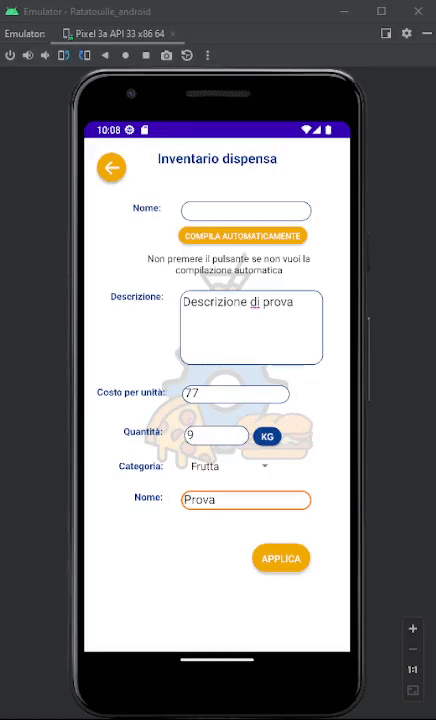 Emulator - Ratatouille_android
Emulator: Pixel 3a API 33 x86 64
10:08
Inventario dispensa
Nome:
COMPILA AUTOMATICAMENTE
Non premere il pulsante se non vuoi la
compilazione automatica
Descrizione: Descrizione di prova
Costo per unità: 77
Quantità: 9 KG
Categoria: Frutta
Nome: Prova
APPLICA
1:1